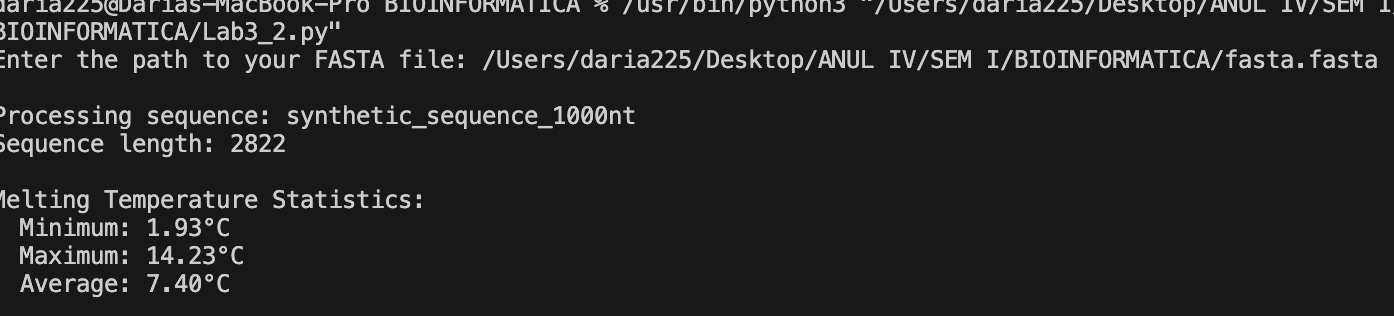 daria225@Darias-MacBook-Pro BIOINFORMATICA % /usr/bin/python3 "/Users/daria225/Desktop/ANUL IV/SEM I/
BIOINFORMATICA/Lab3_2.py"
Enter the path to your FASTA file: /Users/daria225/Desktop/ANUL IV/SEM I/BIOINFORMATICA/fasta.fasta
Processing sequence: synthetic_sequence_1000nt
Sequence length: 2822
Melting Temperature Statistics:
Minimum: 1.93°C
Maximum: 14.23°C
Average: 7.40°C